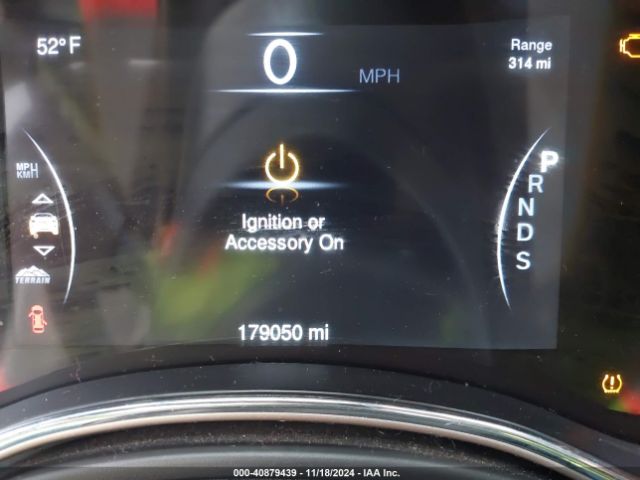 52°F
0
MPH
Range
314 mi
MPH
KMH
P
R
N
D
S
Ignition or
Accessory On
TERRAIN
179050 mi
000-40879439 - 11/18/2024 - IAA Inc.